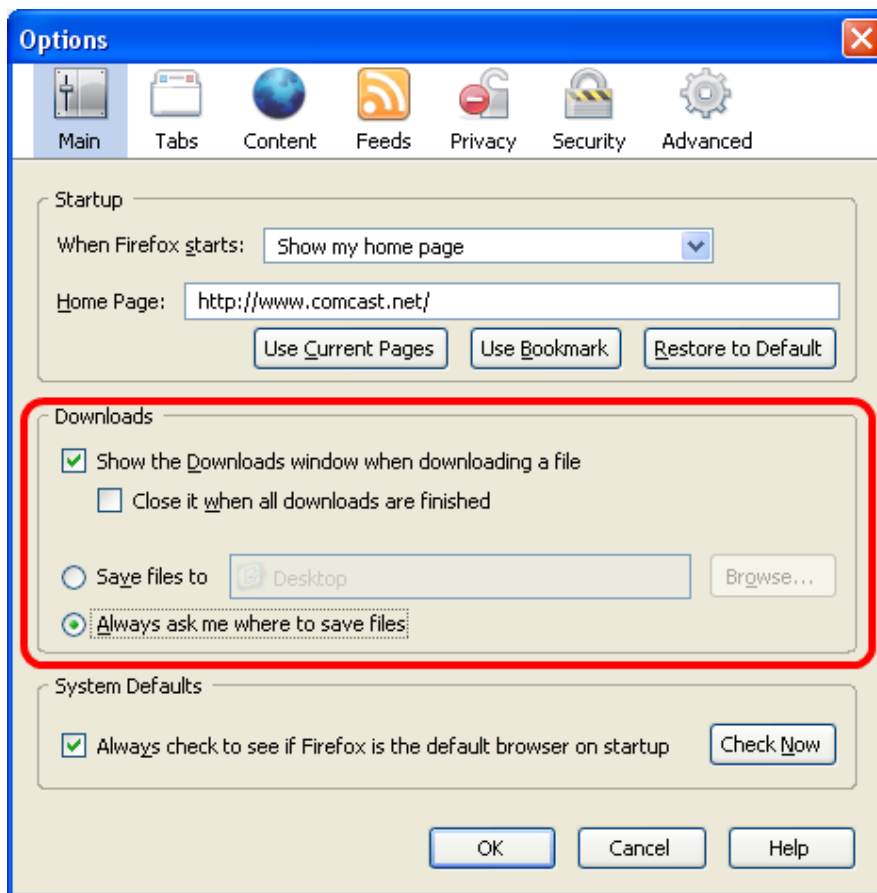 Options
Main Tabs Content Feeds Privacy Security Advanced
Startup
When Firefox starts: Show my home page
Home Page: http://www.comcast.net/
Use Current Pages Use Bookmark Restore to Default
Downloads
Show the Downloads window when downloading a file
Close it when all downloads are finished
Save files to Desktop Browse...
Always ask me where to save files
System Defaults
Always check to see if Firefox is the default browser on startup Check Now
OK Cancel Help